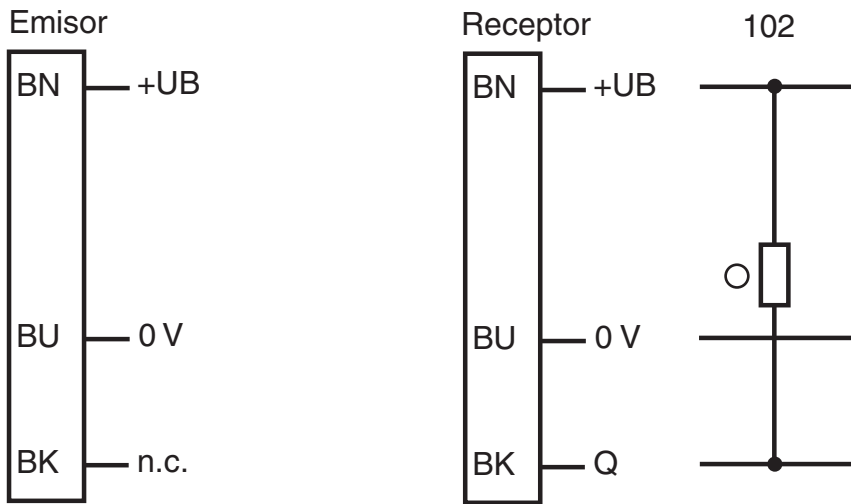 Emisor
BN +UB
BU 0 V
BK n.c.
Receptor 102
BN +UB
BU 0 V
BK Q